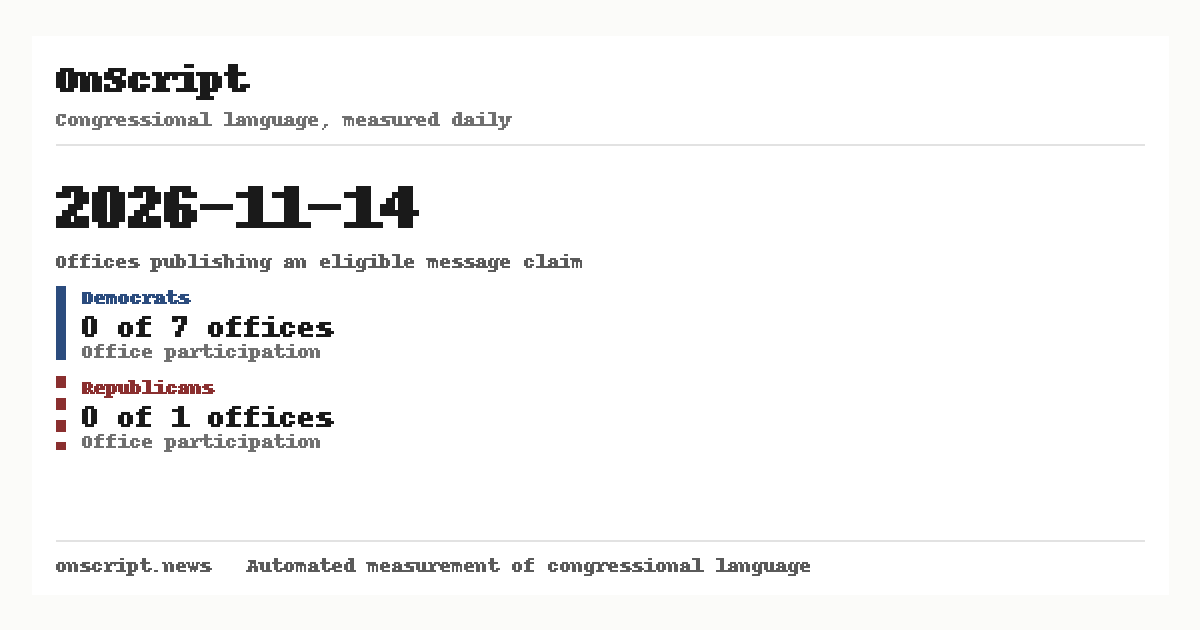 OnScript
Congressional language, measured daily
2026-11-14
Offices publishing an eligible message claim
Democrats
0 of 7 offices
Office participation
Republicans
0 of 1 offices
Office participation
onscript.news Automated measurement of congressional language